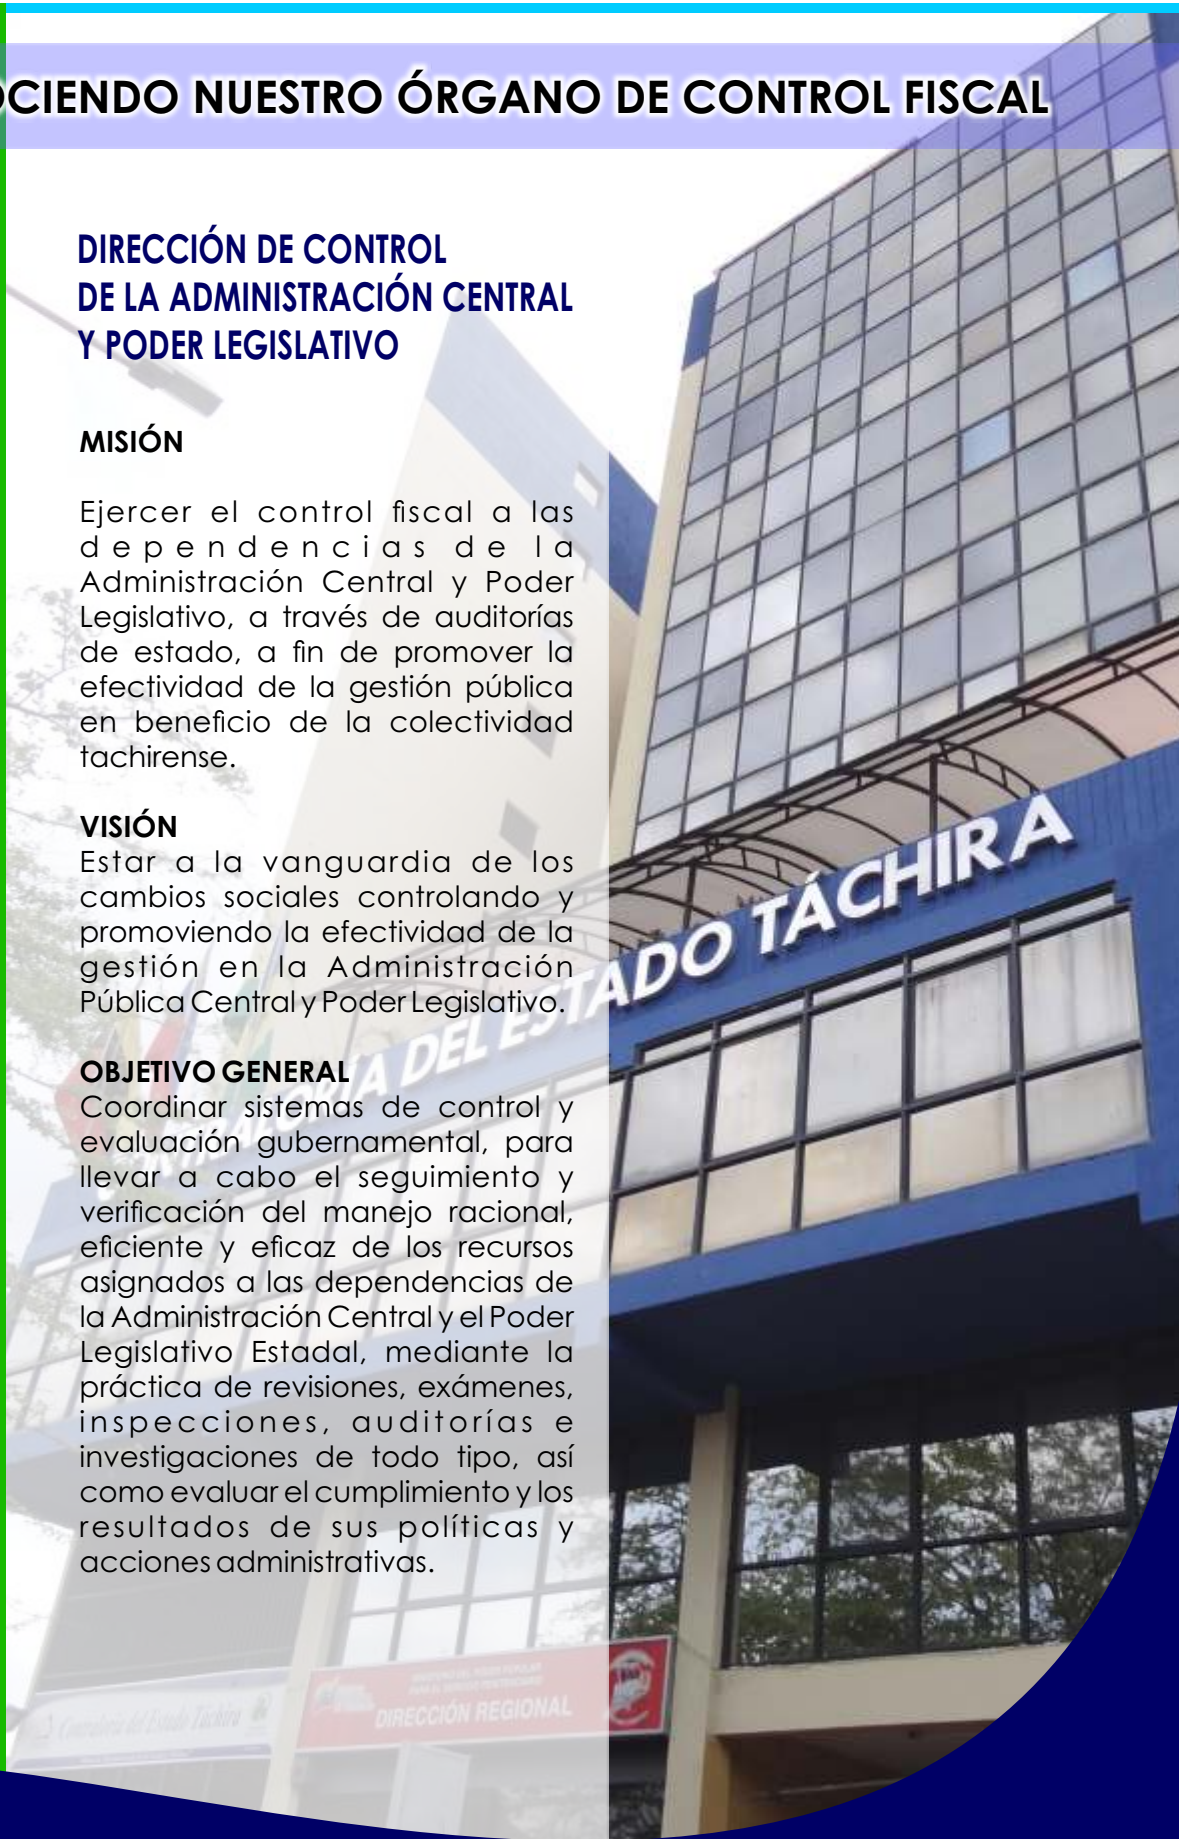 OCIENDO NUESTRO ÓRGANO DE CONTROL FISCAL
DIRECCIÓN DE CONTROL
DE LA ADMINISTRACIÓN CENTRAL
Y PODER LEGISLATIVO
MISIÓN
Ejercer el control fiscal a las
dependencias de la
Administración Central y Poder
Legislativo, a través de auditorías
de estado, a fin de promover la
efectividad de la gestión pública
en beneficio de la colectividad
tachirense.
VISIÓN
Estar a la vanguardia de los
cambios sociales controlando y
promoviendo la efectividad de la
gestión en la Administración
Pública Central y Poder Legislativo.
OBJETIVO GENERAL
Coordinar sistemas de control y
evaluación gubernamental, para
llevar a cabo el seguimiento y
verificación del manejo racional,
eficiente y eficaz de los recursos
asignados a las dependencias de
la Administración Central y el Poder
Legislativo Estadal, mediante la
práctica de revisiones, exámenes,
inspecciones, auditorías e
investigaciones de todo tipo, así
como evaluar el cumplimiento y los
resultados de sus políticas y
acciones administrativas.
DEL ESTADO TÁCHIRA
Contraloría del Estado Táchira
DIRECCIÓN REGIONAL